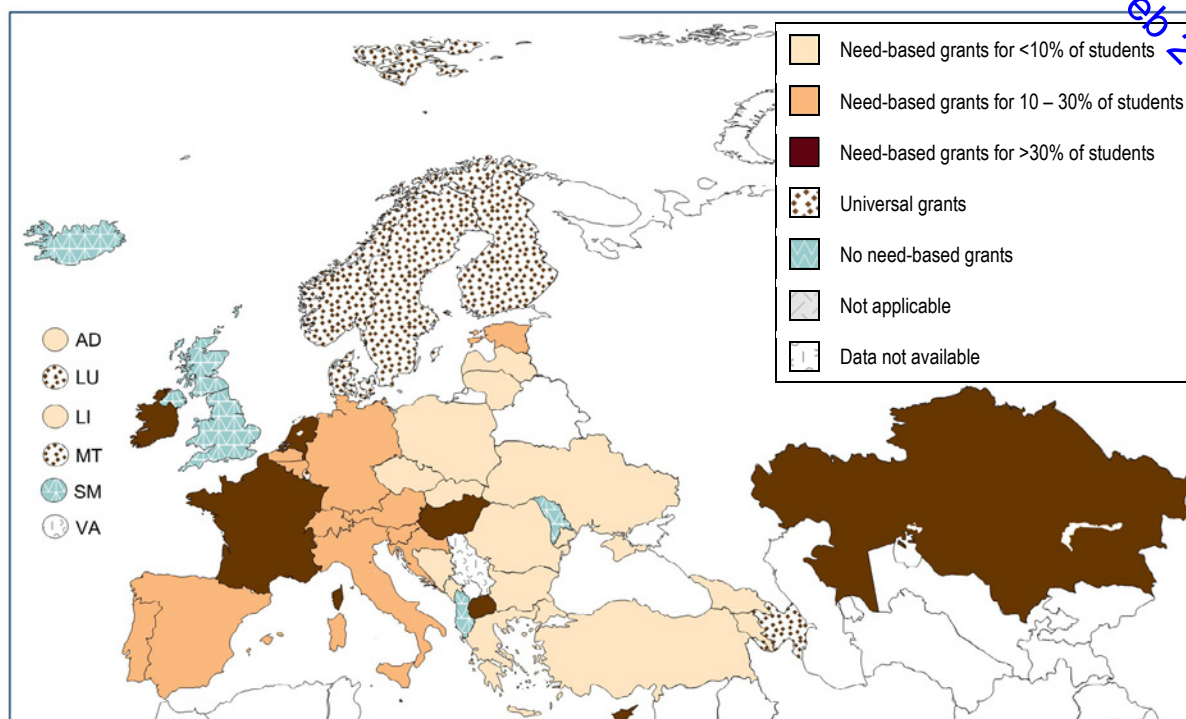 eb 2
Need-based grants for <10% of students
Need-based grants for 10 – 30% of students
Need-based grants for >30% of students
Universal grants
No need-based grants
Not applicable
Data not available
AD
LU
LI
MT
SM
VA